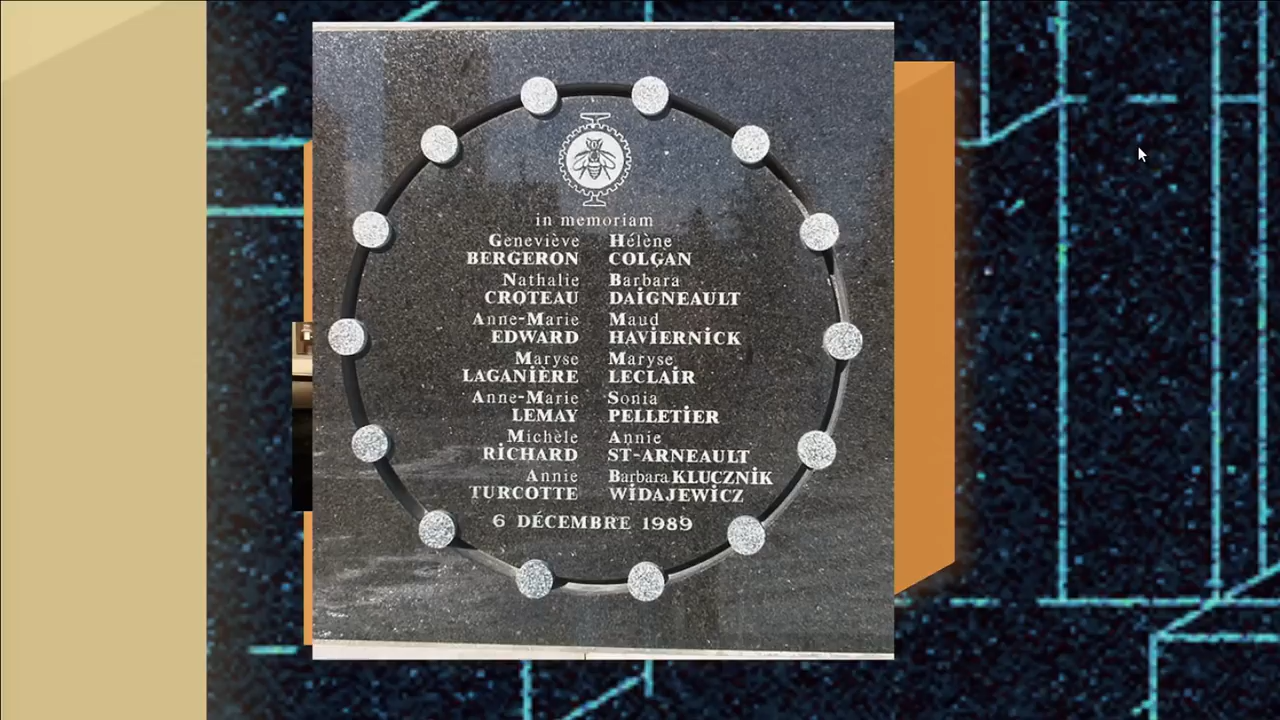 in memoriam
Geneviève Hélène
BERGERON COLGAN
Nathalie Barbara
CROTEAU DAIGNEAULT
Anne-Marie Maud
EDWARD HAVIERNICK
Maryse Maryse
LAGANIÈRE LECLAIR
Anne-Marie Sonia
LEMAY PELLETIER
Michèle Annie
RICHARD ST-ARNEAULT
Annie Barbara KLUCZNIK
TURCOTTE WIDAJEWICZ
6 DÉCEMBRE 1989